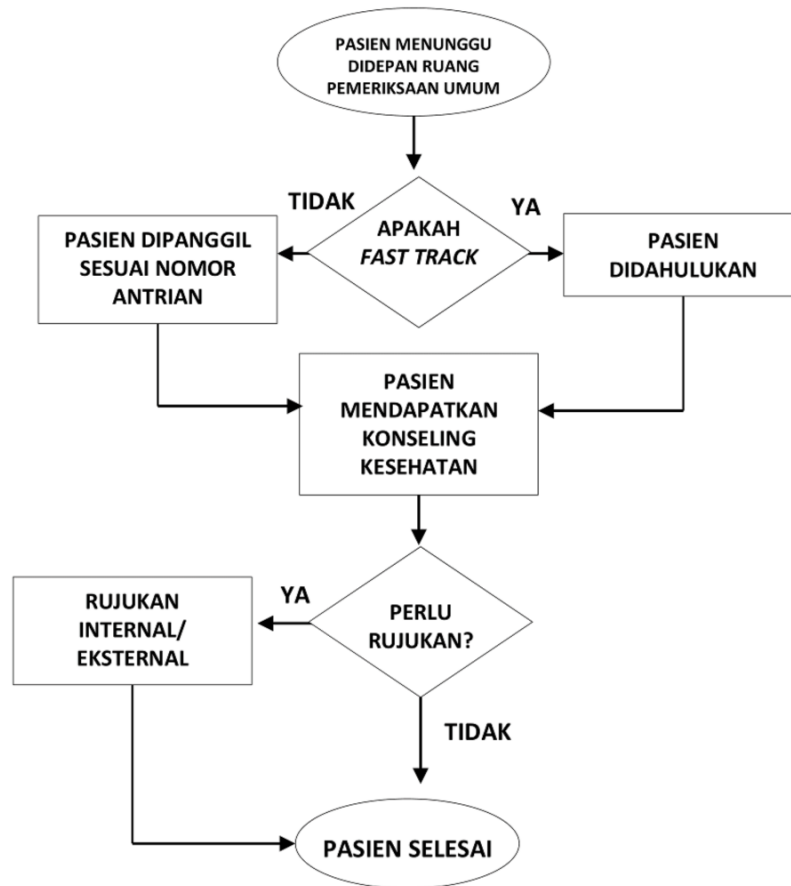 PASIEN MENUNGGU
DIDEPAN RUANG
PEMERIKSAAN UMUM
TIDAK
YA
APAKAH
FAST TRACK
PASIEN DIPANGGIL
SESUAI NOMOR
ANTRIAN
PASIEN
DIDAHULUKAN
PASIEN
MENDAPATKAN
KONSELING
KESEHATAN
YA
PERLU
RUJUKAN?
RUJUKAN
INTERNAL/
EKSTERNAL
TIDAK
PASIEN SELESAI